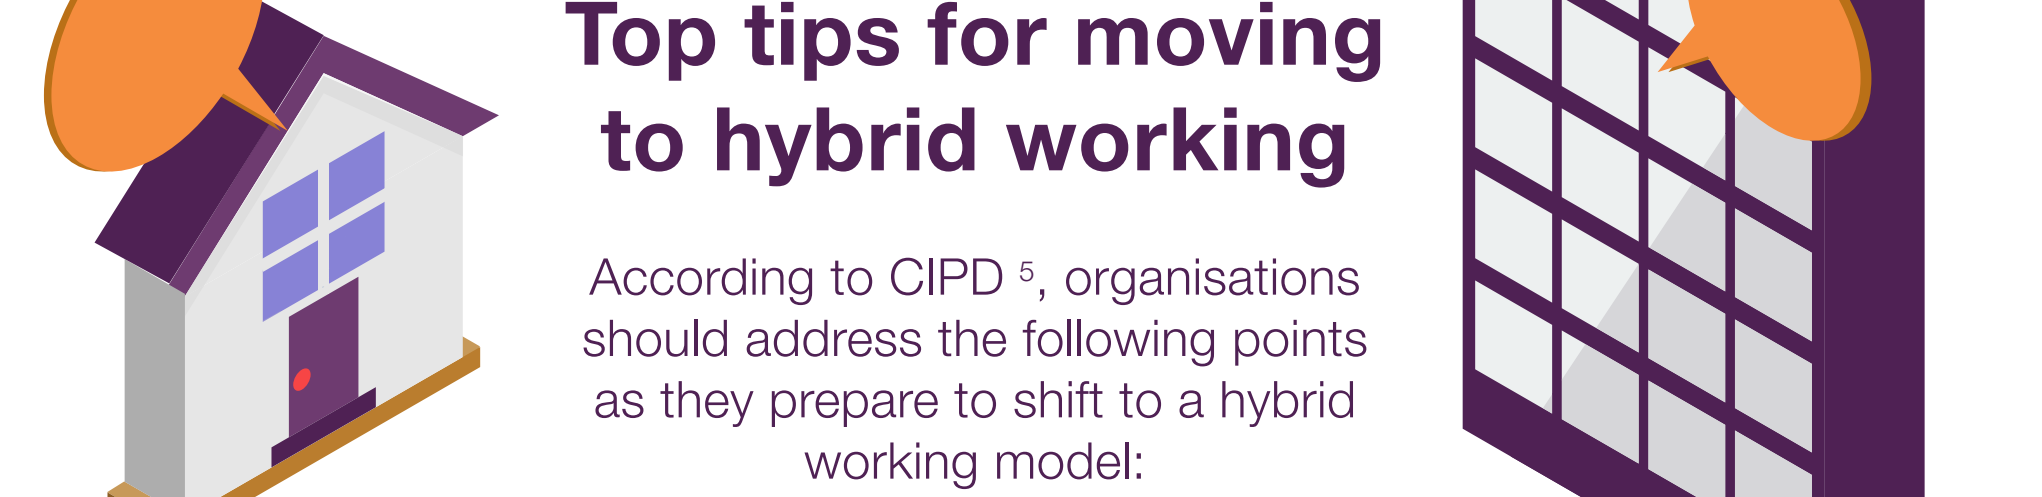 Top tips for moving
to hybrid working
According to CIPD ⁵, organisations
should address the following points
as they prepare to shift to a hybrid
working model: